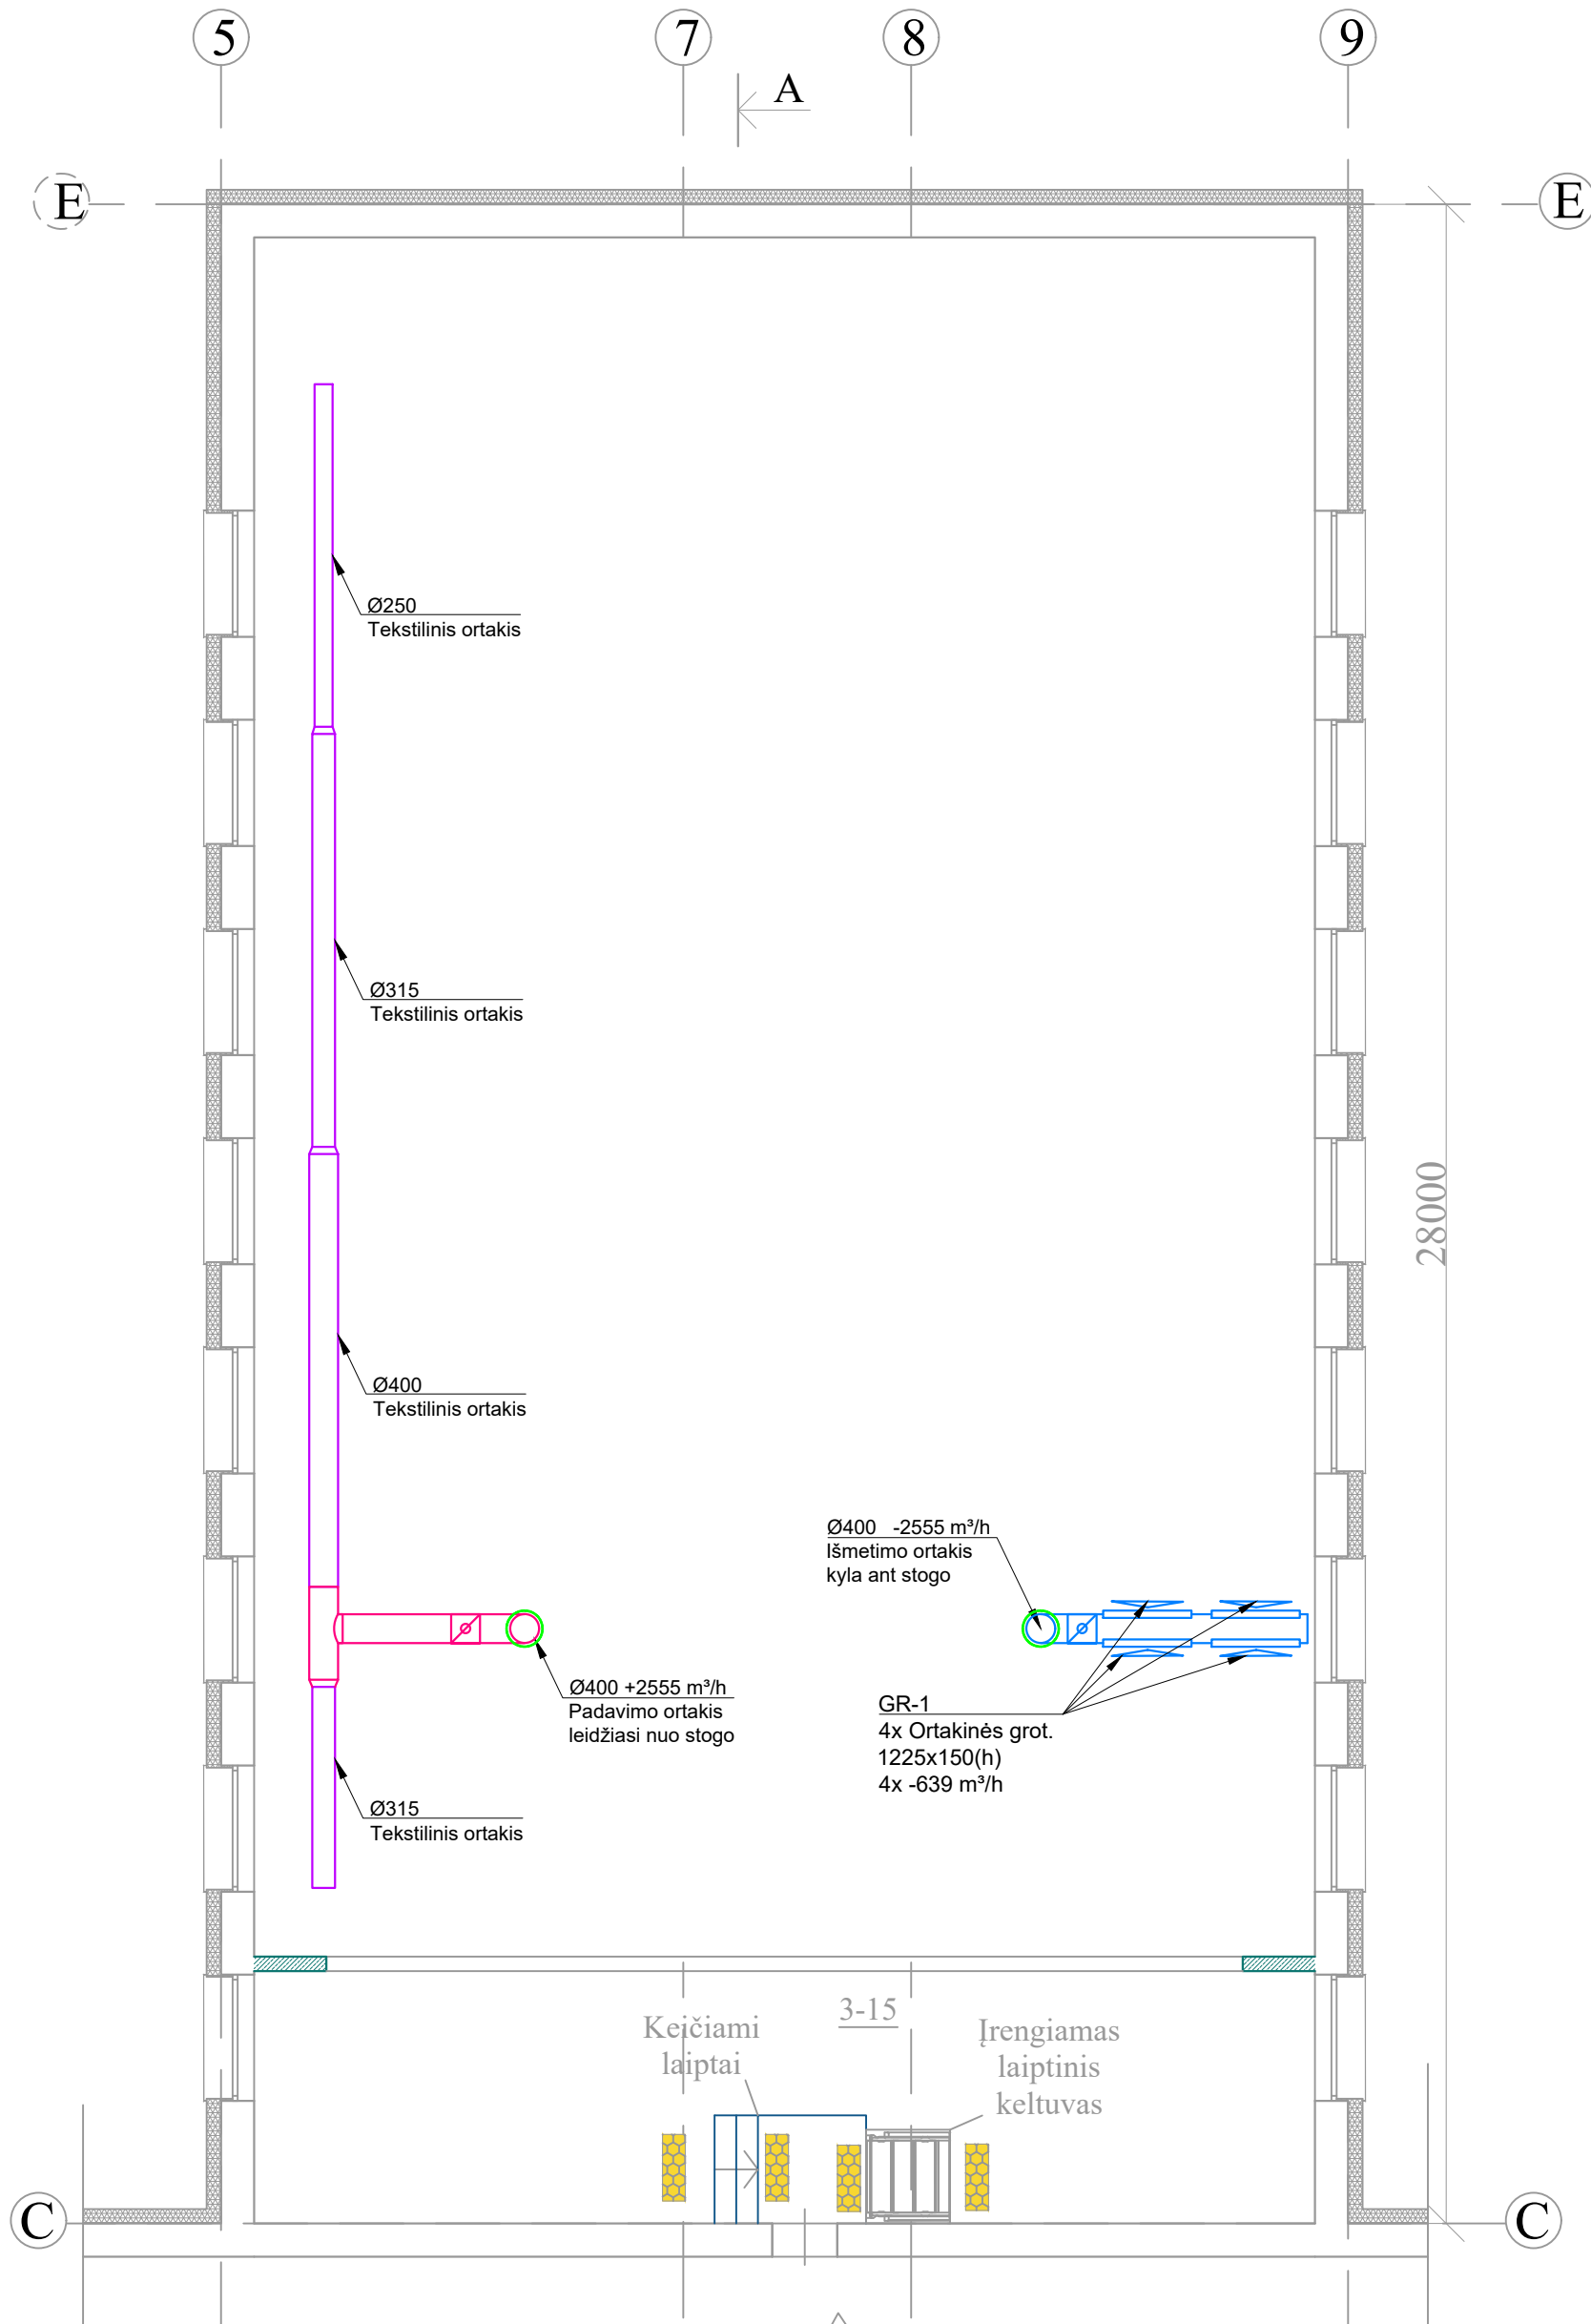 5
7
8
9
A
E
E
Ø250
Tekstilinis ortakis
Ø315
Tekstilinis ortakis
28000
Ø400
Tekstilinis ortakis
Ø400 -2555 m³/h
Išmetimo ortakis
kyla ant stogo
Ø400 +2555 m³/h
Padavimo ortakis
leidžiasi nuo stogo
GR-1
4x Ortakinės grot.
1225x150(h)
4x -639 m³/h
Ø315
Tekstilinis ortakis
3-15
Keičiami
laiptai
Įrengiamas
laiptinis
keltuvas
C
C